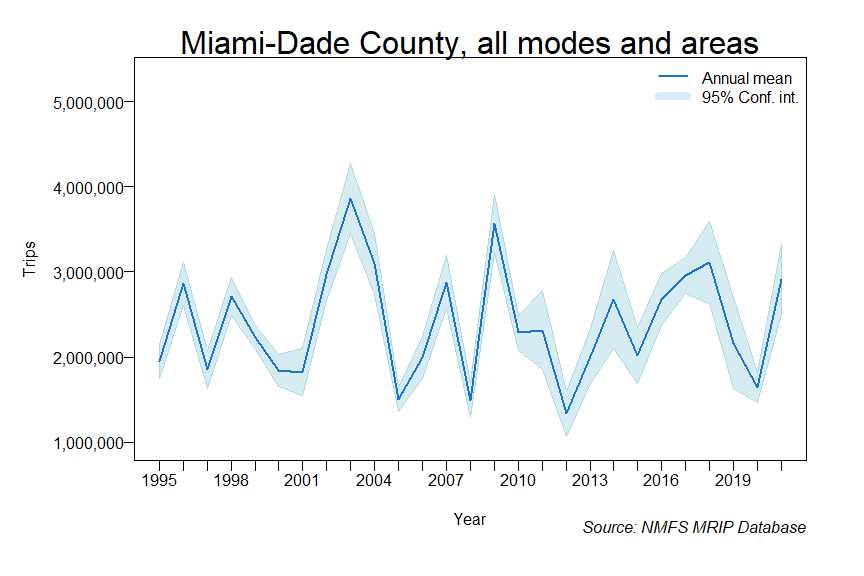 Miami-Dade County, all modes and areas
Annual mean
95% Conf. int.
5,000,000
4,000,000
3,000,000
2,000,000
1,000,000
Trips
1995 1998 2001 2004 2007 2010 2013 2016 2019
Year
Source: NMFS MRIP Database